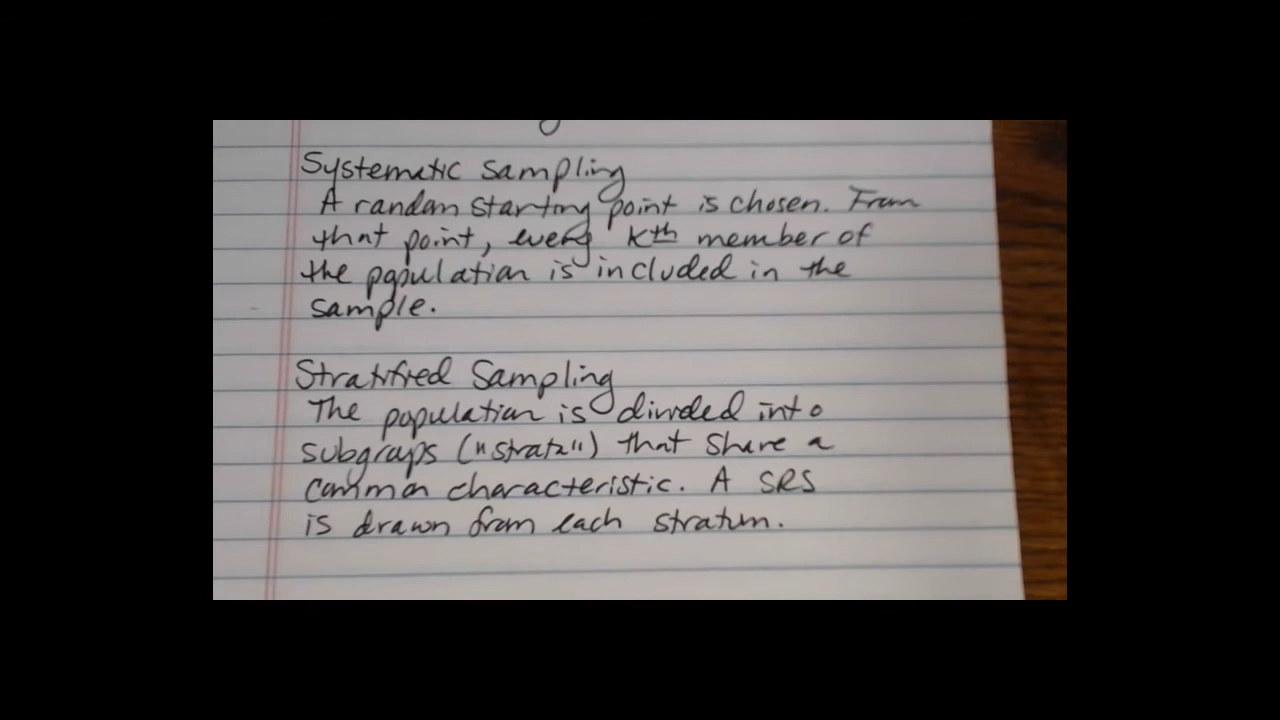 Systematic Sampling
A random starting point is chosen. From
that point, every kth member of
the population is included in the
sample.
Stratified Sampling
The population is divided into
subgroups ("strata") that share a
common characteristic. A SRS
is drawn from each stratum.